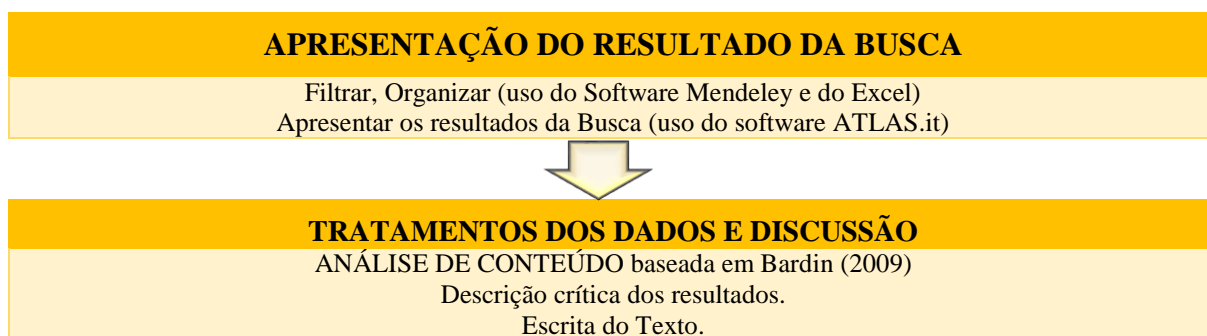 APRESENTAÇÃO DO RESULTADO DA BUSCA
Filtrar, Organizar (uso do Software Mendeley e do Excel)
Apresentar os resultados da Busca (uso do software ATLAS.it)
TRATAMENTOS DOS DADOS E DISCUSSÃO
ANÁLISE DE CONTEÚDO baseada em Bardin (2009)
Descrição crítica dos resultados.
Escrita do Texto.